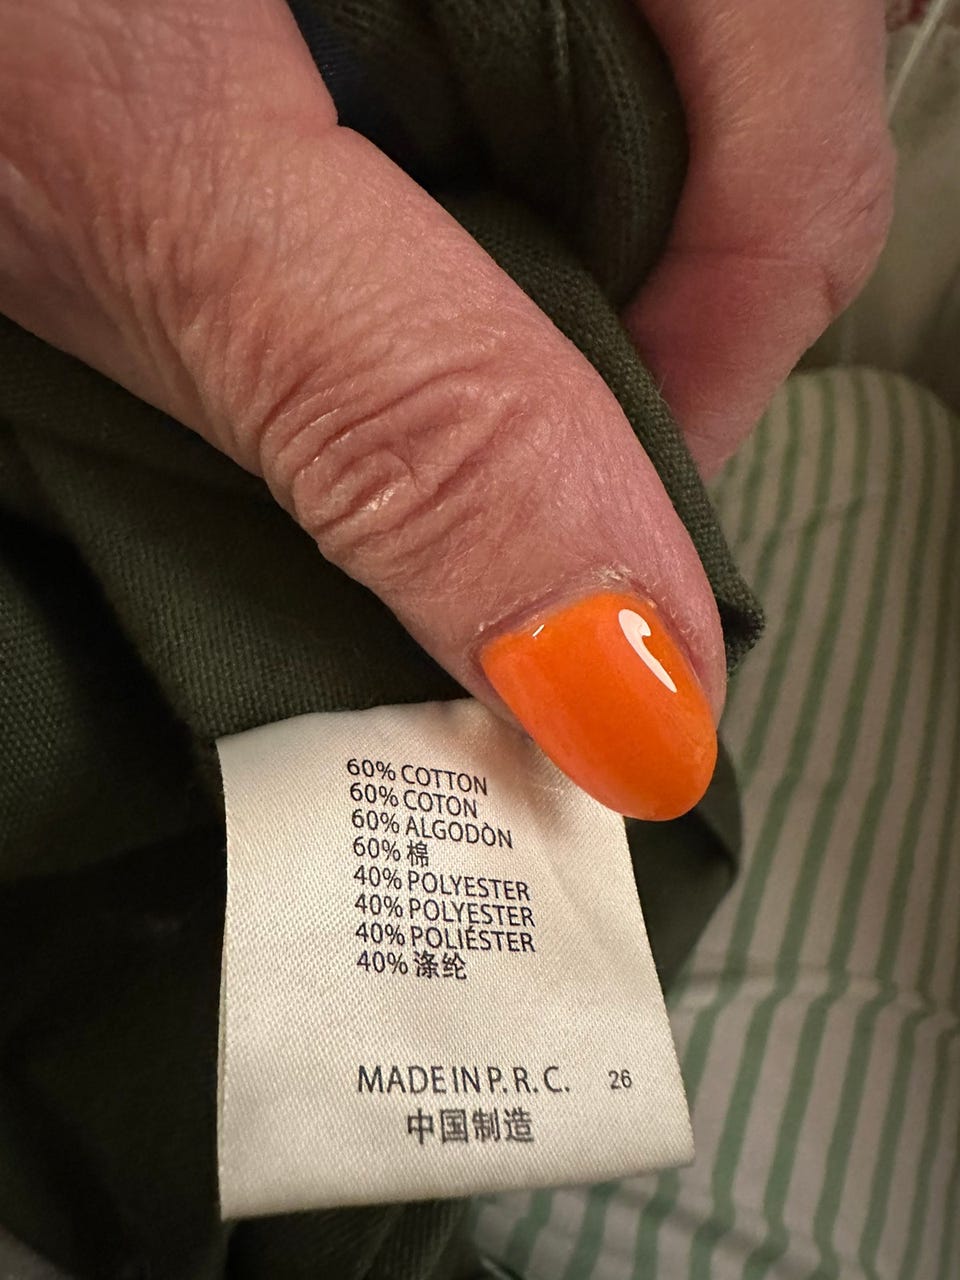 60% COTTON
60% COTON
60% ALGODÒN
60% 棉
40% POLYESTER
40% POLYESTER
40% POLIÉSTER
40% 涤纶
MADE IN P. R. C. 26
中国制造